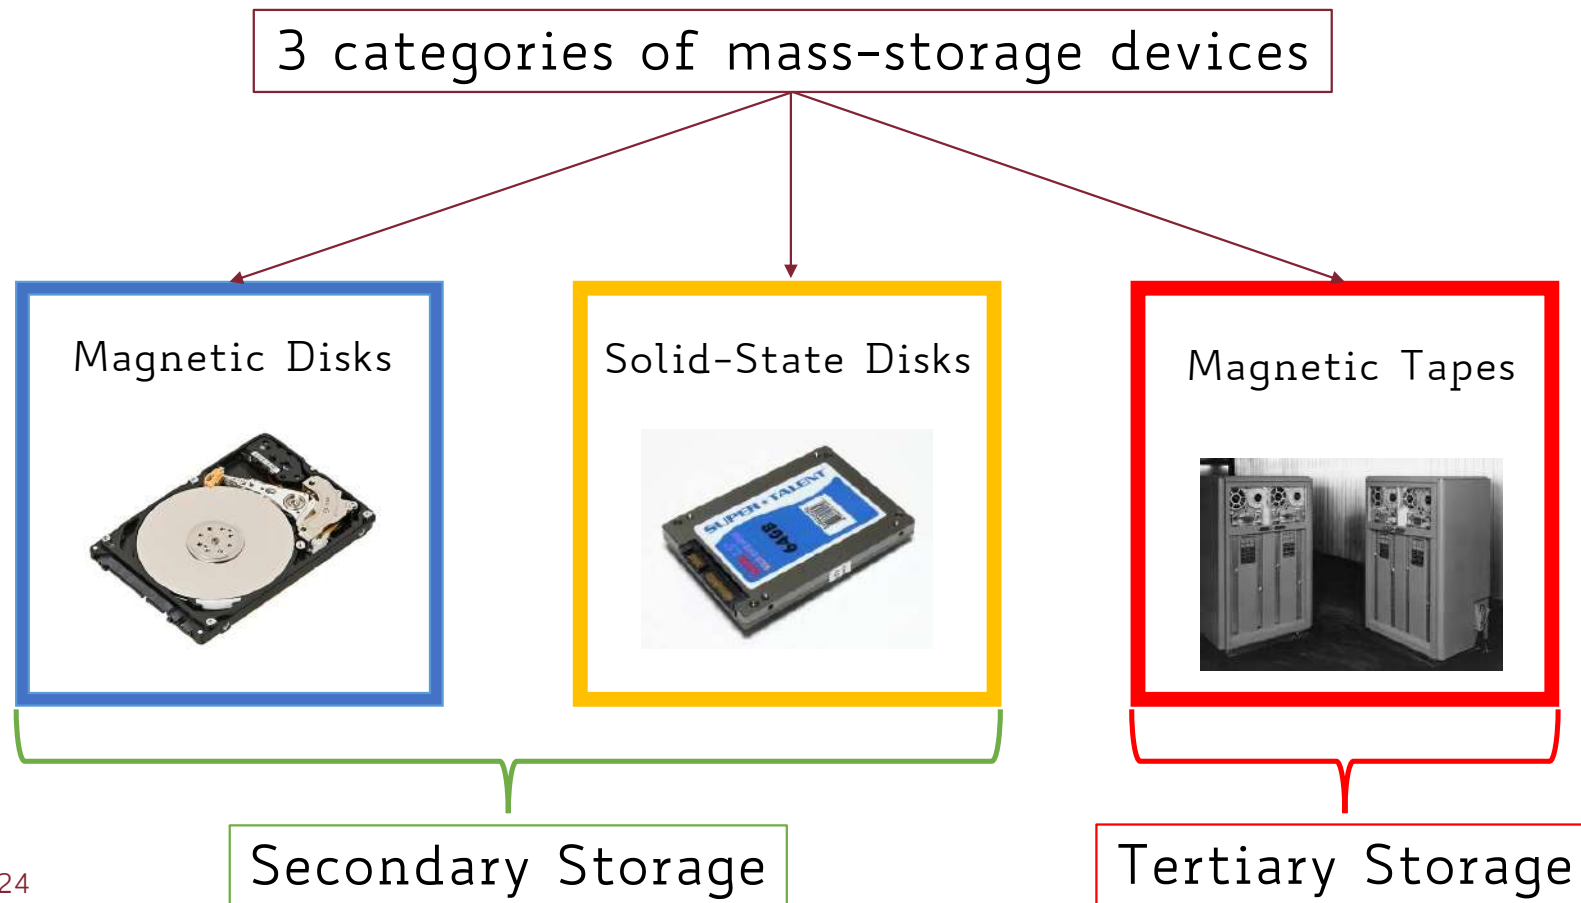 3 categories of mass-storage devices
Magnetic Disks
Solid-State Disks
Magnetic Tapes
SUPER★TALENT
64GB
Secondary Storage
Tertiary Storage
24